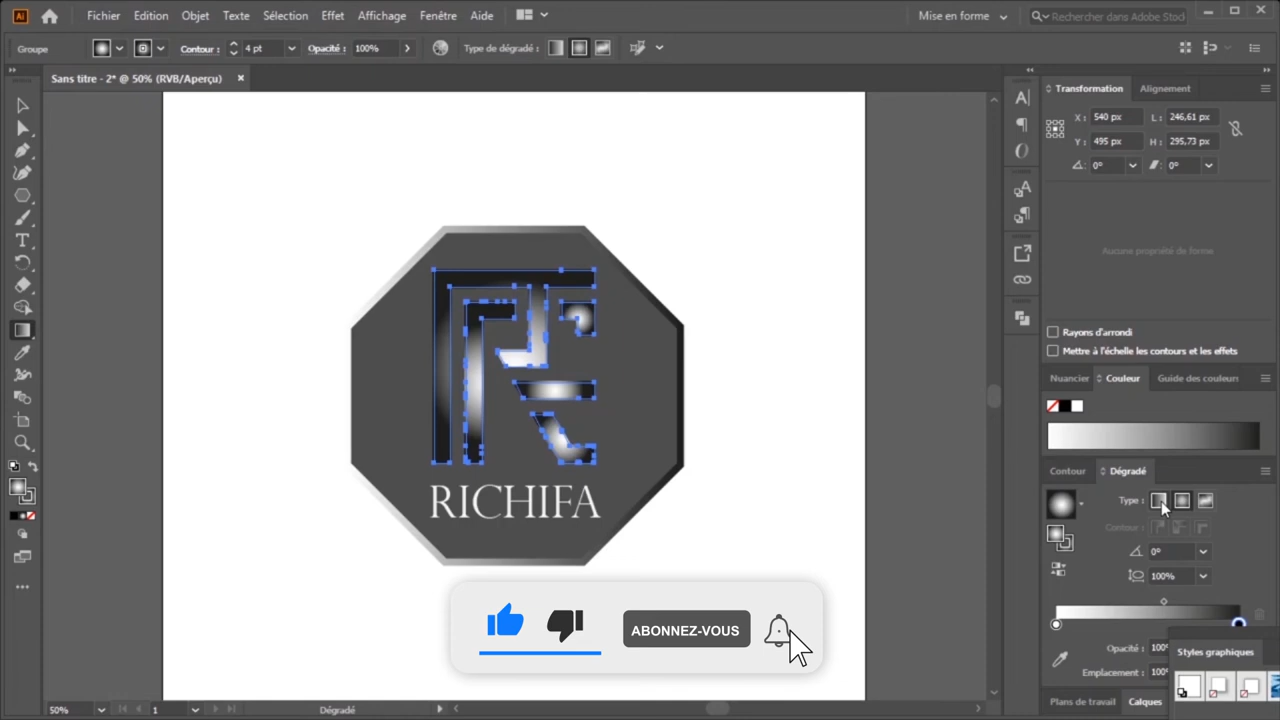 Ai Fichier Edition Objet Texte Sélection Effet Affichage Fenêtre Aide Mise en forme Rechercher dans Adobe Stock
Groupe Contour : 4 pt Opacité : 100% Type de dégradé :
Sans titre - 2* @ 50% (RVB/Aperçu) ×
Transformation Alignement
X : 540 px L : 246,61 px
Y : 495 px H : 295,73 px
0° 0°
Aucune propriété de forme
Rayons d'arrondi
Mettre à l'échelle les contours et les effets
Nuancier Couleur Guide des couleurs
Contour Dégradé
Type :
Contour :
0°
100%
RICHIFA
ABONNEZ-VOUS
Opacité : 100%
Emplacement : 100%
Styles graphiques
Plans de travail Calques
50% 1 Dégradé